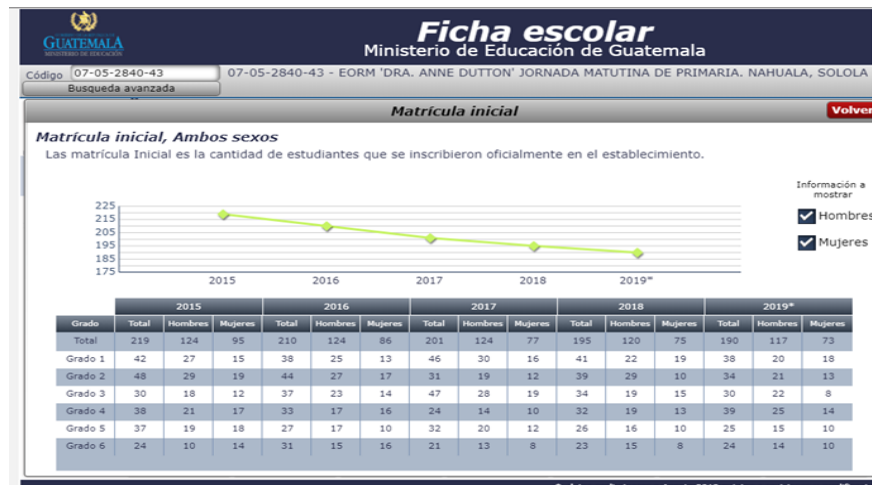 GUATEMALA
MINISTERIO DE EDUCACIÓN
Ficha escolar
Ministerio de Educación de Guatemala
Código 07-05-2840-43
07-05-2840-43 - EORM 'DRA. ANNE DUTTON' JORNADA MATUTINA DE PRIMARIA. NAHUALA, SOLOLA
Busqueda avanzada
Matrícula inicial
Volver
Matrícula inicial, Ambos sexos
Las matrícula Inicial es la cantidad de estudiantes que se inscribieron oficialmente en el establecimiento.
Información a
mostrar
Hombres
Mujeres
225
215
205
195
185
175
2015 2016 2017 2018 2019*
2015 2016 2017 2018 2019*
Grado Total Hombres Mujeres Total Hombres Mujeres Total Hombres Mujeres Total Hombres Mujeres Total Hombres Mujeres
Total 219 124 95 210 124 86 201 124 77 195 120 75 190 117 73
Grado 1 42 27 15 38 25 13 46 30 16 41 22 19 38 20 18
Grado 2 48 29 19 44 27 17 31 19 12 39 29 10 34 21 13
Grado 3 30 18 12 37 23 14 47 28 19 34 19 15 30 22 8
Grado 4 38 21 17 33 17 16 24 14 10 32 19 13 39 25 14
Grado 5 37 19 18 27 17 10 32 20 12 26 16 10 25 15 10
Grado 6 24 10 14 31 15 16 21 13 8 23 15 8 24 14 10